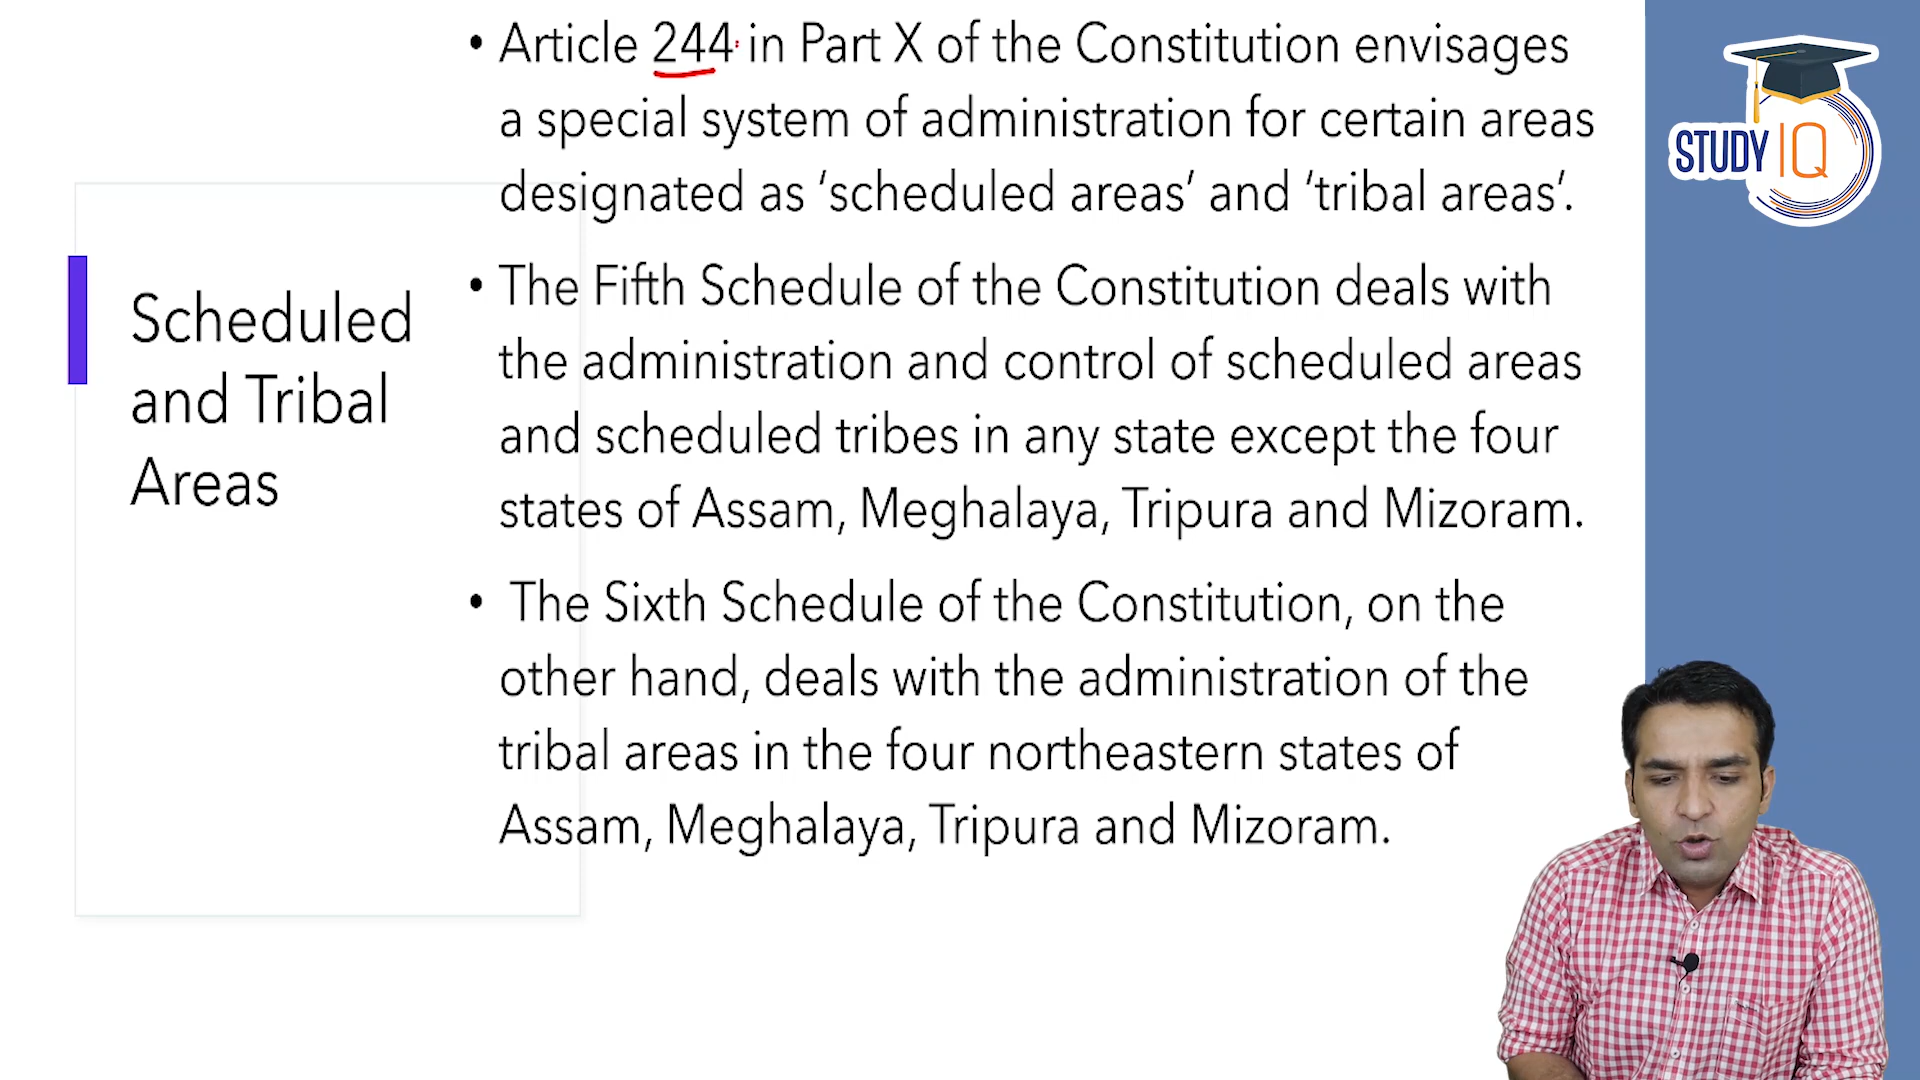 Scheduled
and Tribal
Areas
• Article 244 in Part X of the Constitution envisages
a special system of administration for certain areas
designated as ‘scheduled areas’ and ‘tribal areas’.
• The Fifth Schedule of the Constitution deals with
the administration and control of scheduled areas
and scheduled tribes in any state except the four
states of Assam, Meghalaya, Tripura and Mizoram.
• The Sixth Schedule of the Constitution, on the
other hand, deals with the administration of the
tribal areas in the four northeastern states of
Assam, Meghalaya, Tripura and Mizoram.
STUDY IQ